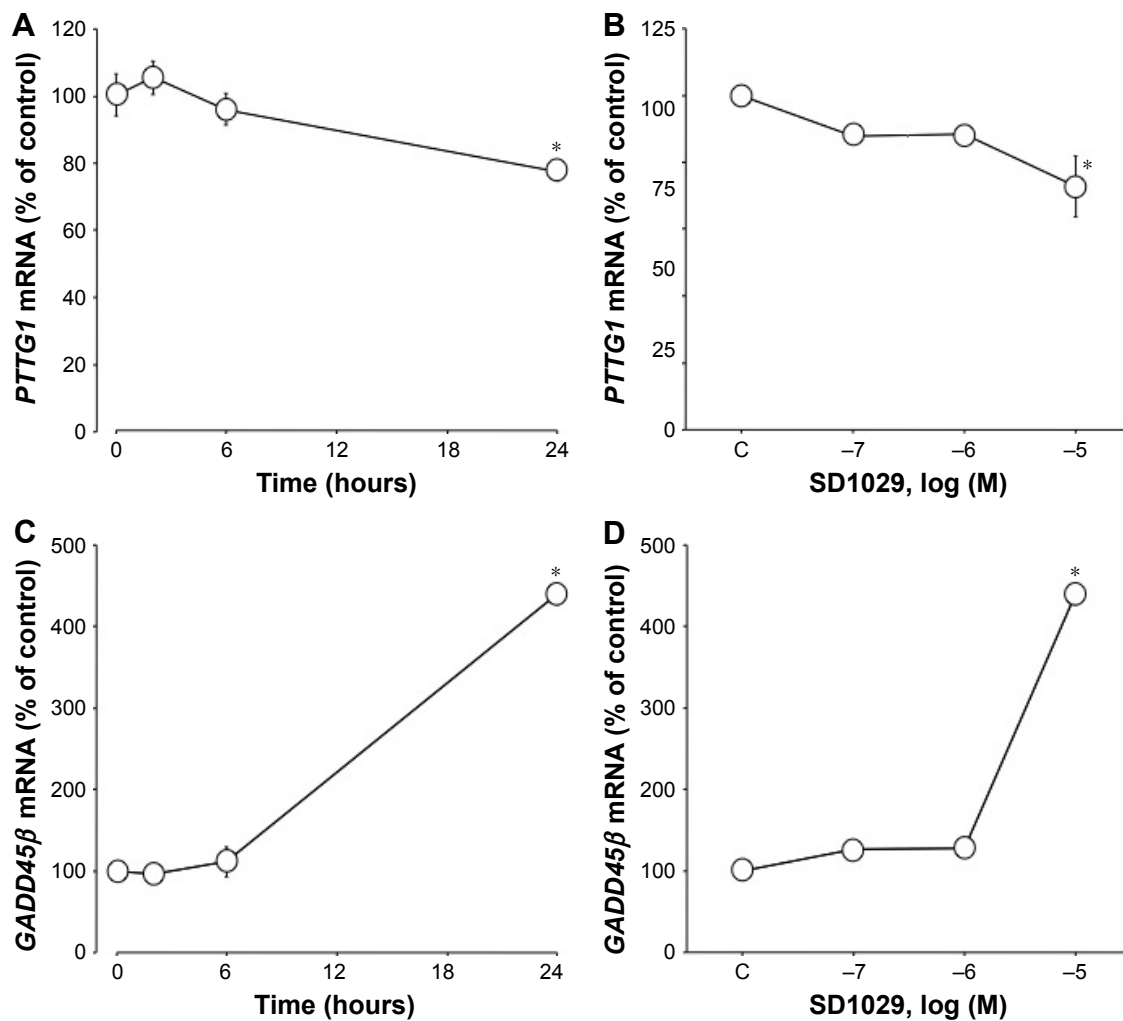 A
PTTG1 mRNA (% of control)
120
100
80
60
40
20
0
*
0 6 12 18 24
Time (hours)
B
PTTG1 mRNA (% of control)
125
100
75
50
25
0
*
C –7 –6 –5
SD1029, log (M)
C
GADD45β mRNA (% of control)
500
400
300
200
100
0
*
0 6 12 18 24
Time (hours)
D
GADD45β mRNA (% of control)
500
400
300
200
100
0
*
C –7 –6 –5
SD1029, log (M)